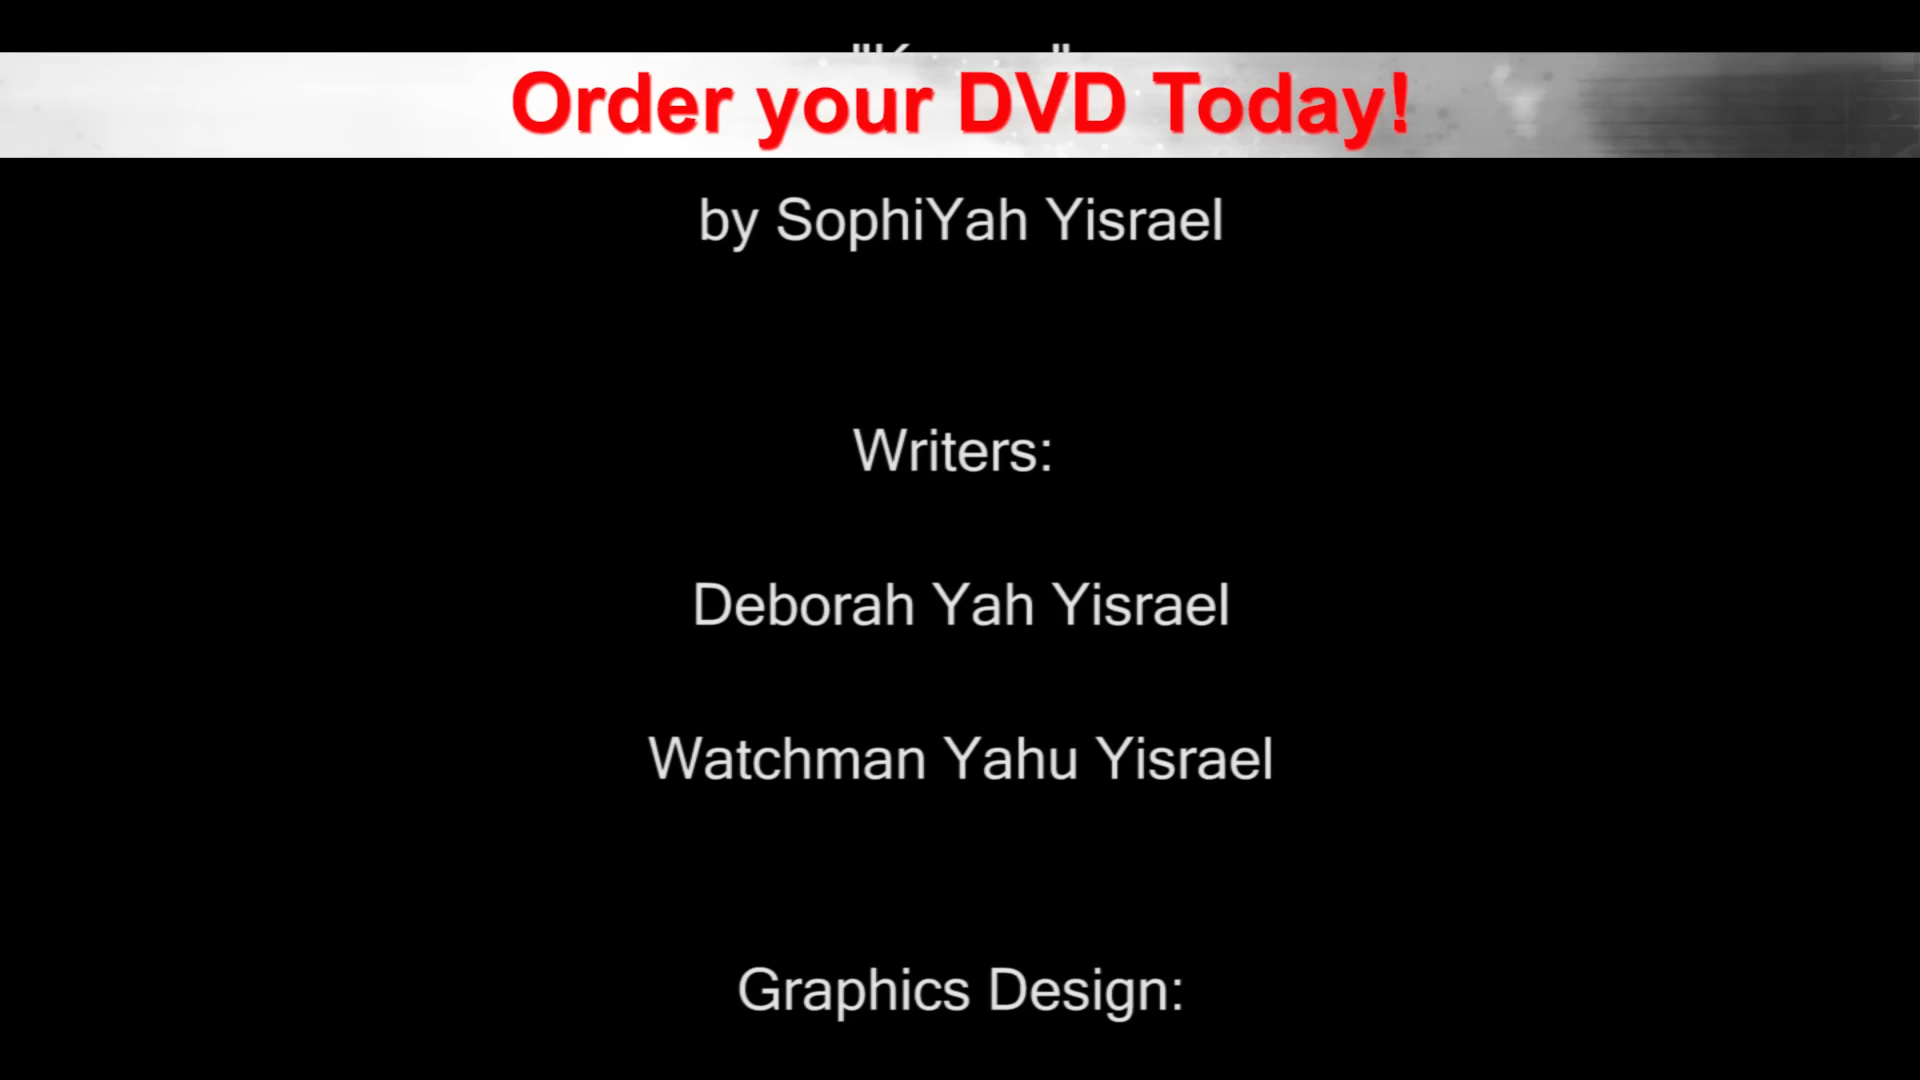 Order your DVD Today!
by SophiYah Yisrael
Writers:
Deborah Yah Yisrael
Watchman Yahu Yisrael
Graphics Design: